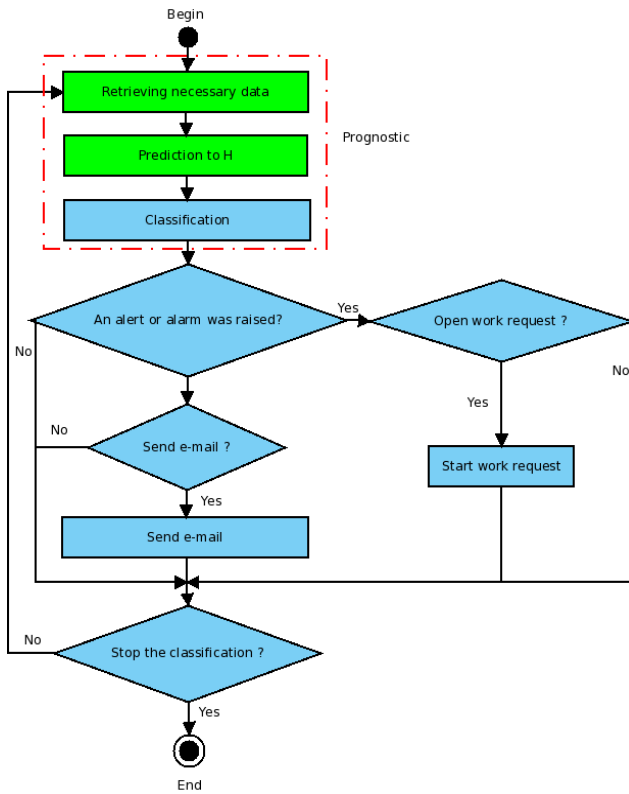 Begin
Retrieving necessary data
Prognostic
Prediction to H
Classification
An alert or alarm was raised?
Yes
Open work request ?
No
No
Yes
No
Send e-mail ?
Start work request
Yes
Send e-mail
No
Stop the classification ?
Yes
End